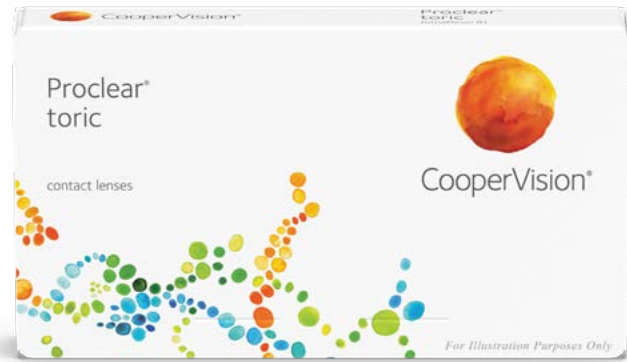 CooperVision®
Proclear®
toric
Proclear®
toric
contact lenses
CooperVision®
For Illustration Purposes Only